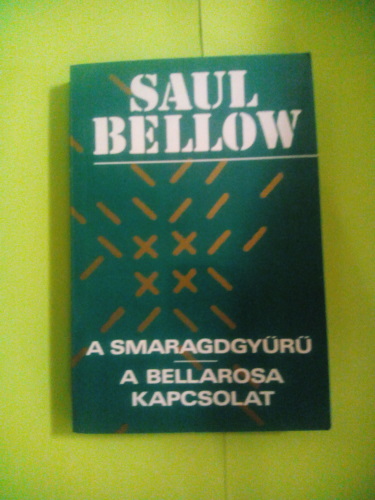 SAUL
BELLOW
A SMARAGDGYŰRŰ
A BELLAROSA
KAPCSOLAT